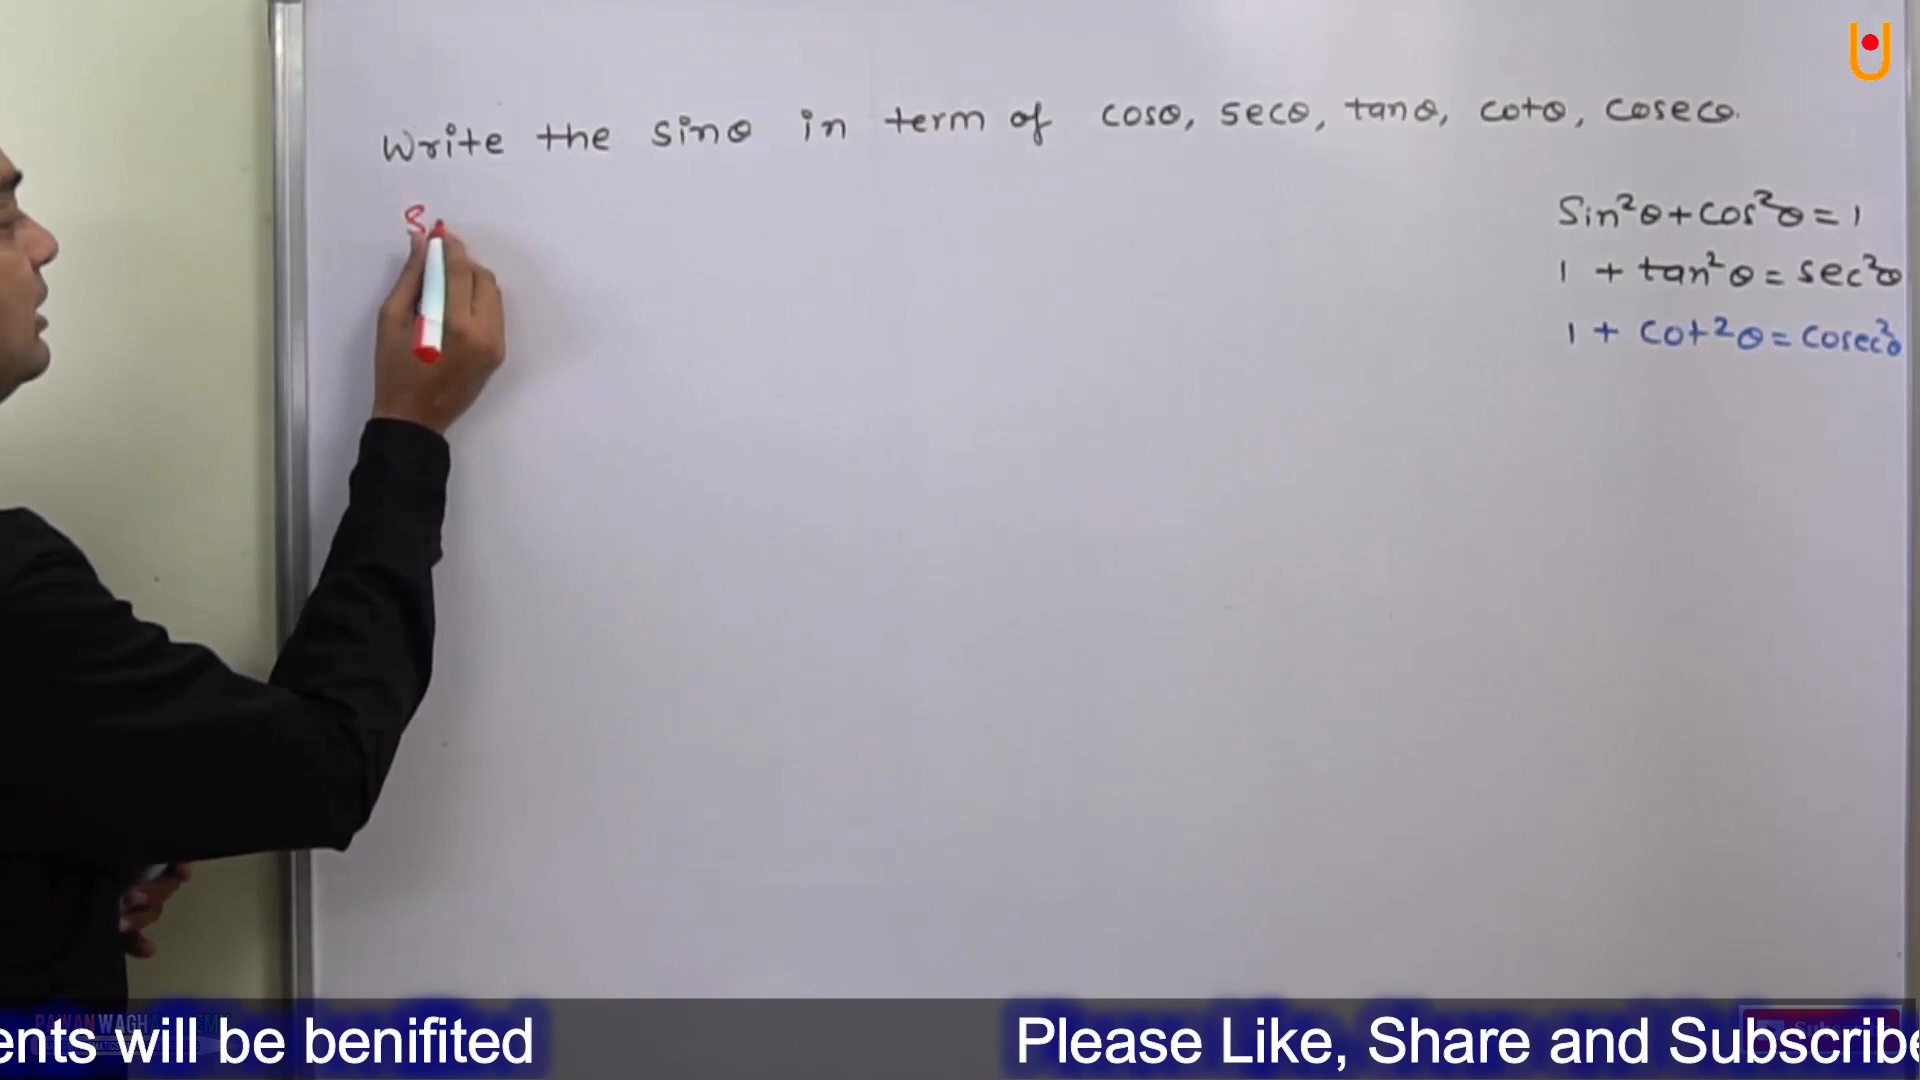 Write the sinθ in term of cosθ, secθ, tanθ, cotθ, cosecθ.
S
Sin²θ+cos²θ=1
1 + tan²θ=sec²θ
1 + cot²θ=cosec²θ
ents will be benifited
Please Like, Share and Subscribe